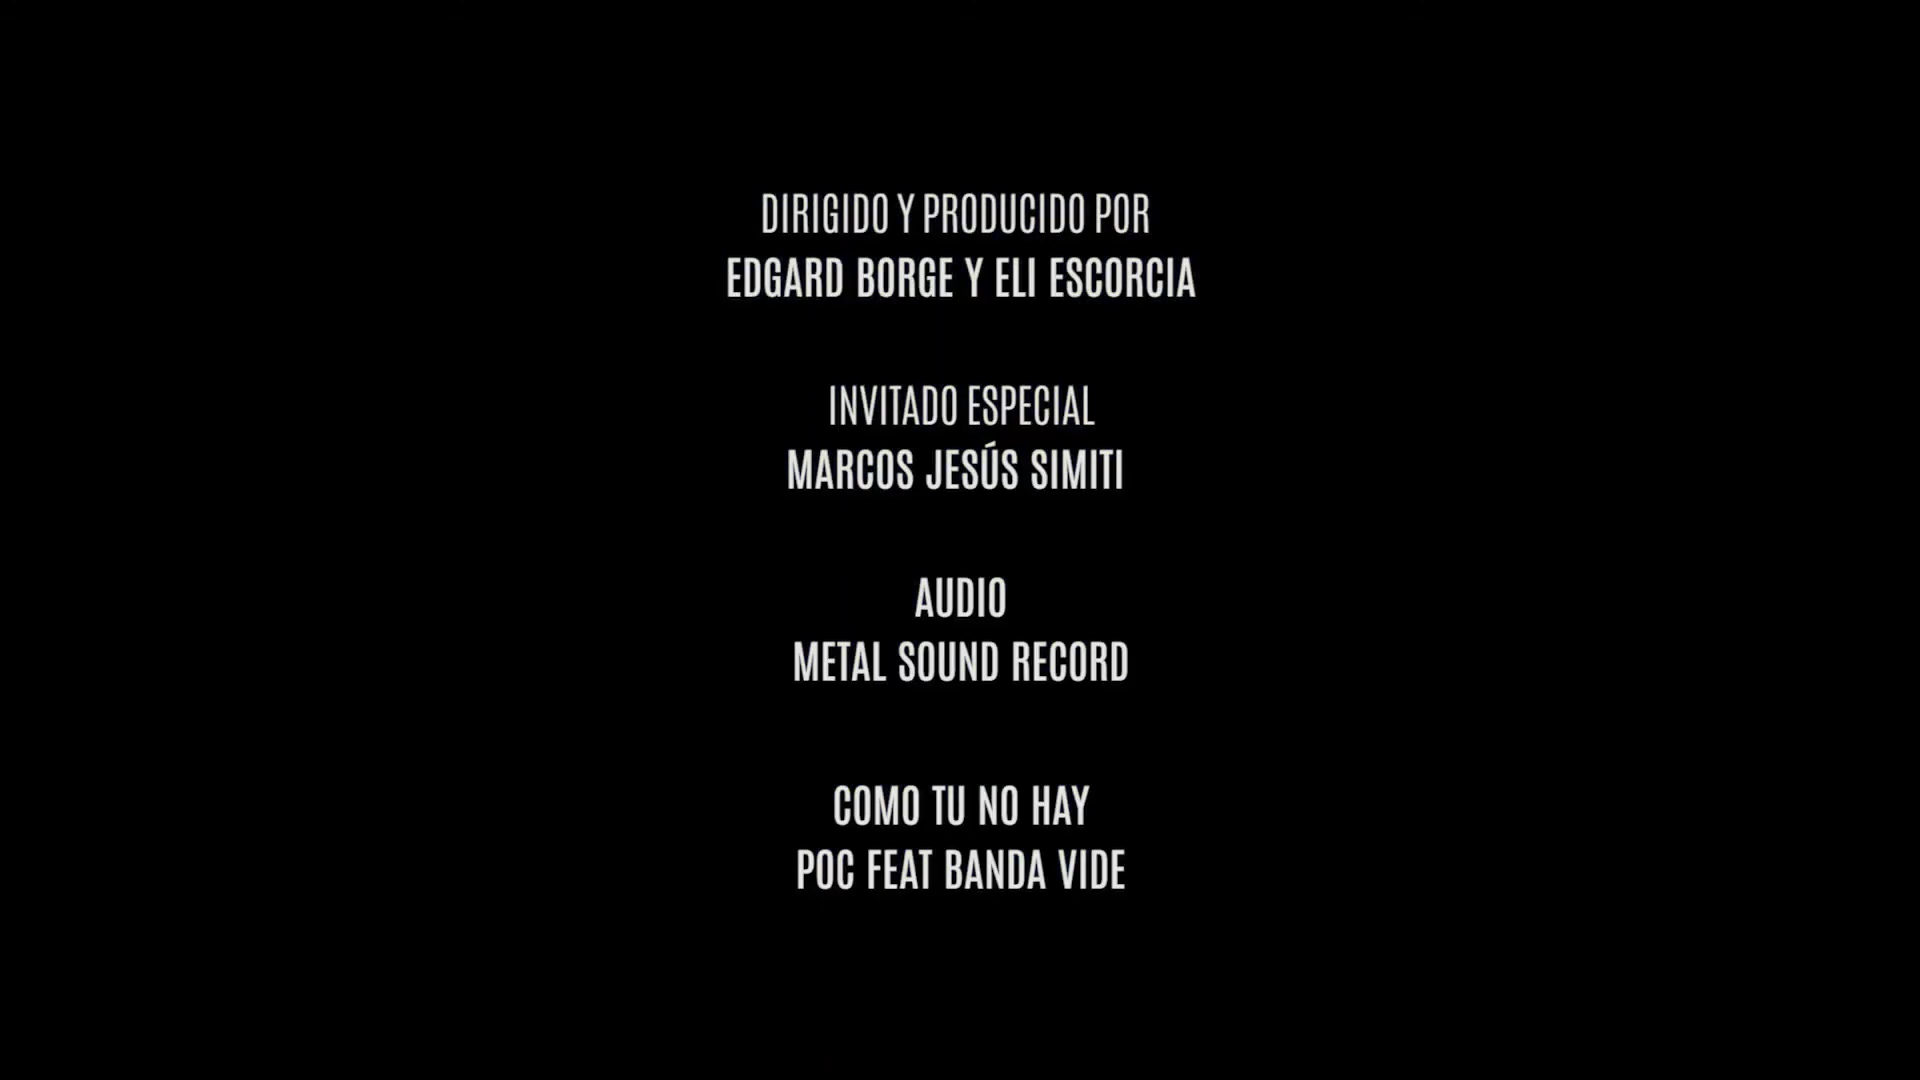 DIRIGIDO Y PRODUCIDO POR
EDGARD BORGE Y ELI ESCORCIA
INVITADO ESPECIAL
MARCOS JESÚS SIMITI
AUDIO
METAL SOUND RECORD
COMO TU NO HAY
POC FEAT BANDA VIDE